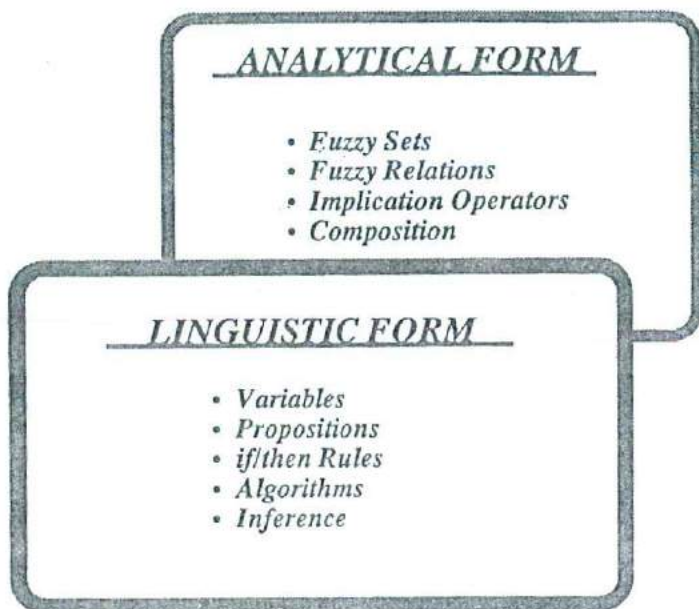 ANALYTICAL FORM
• Fuzzy Sets
• Fuzzy Relations
• Implication Operators
• Composition
LINGUISTIC FORM
• Variables
• Propositions
• if/then Rules
• Algorithms
• Inference